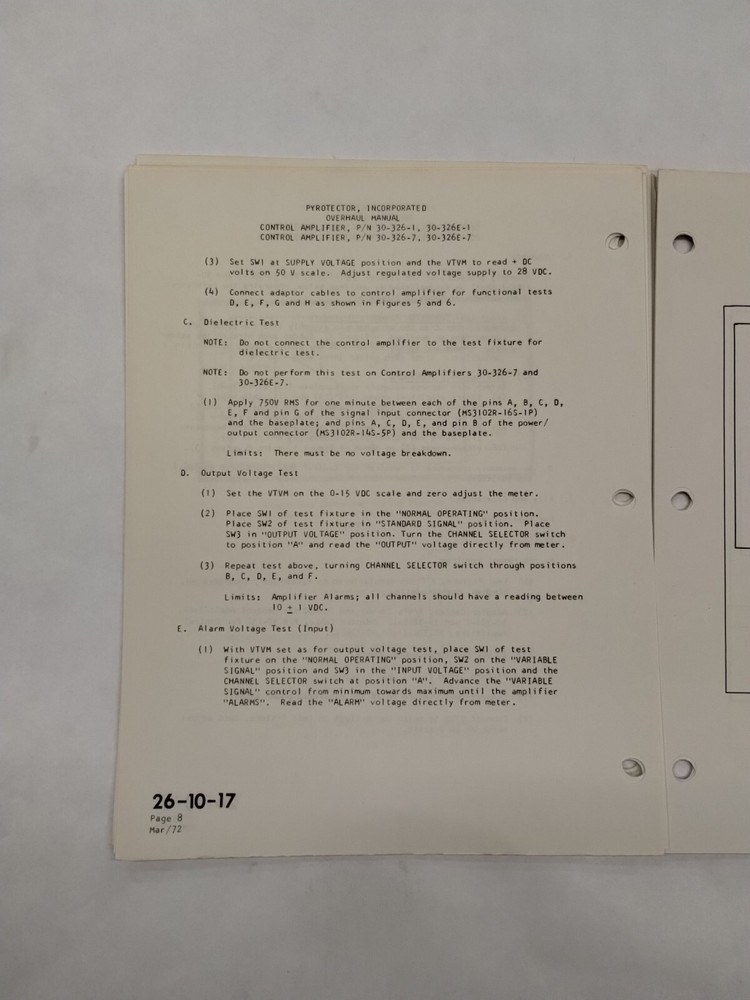 PYROTECTOR, INCORPORATED
OVERHAUL MANUAL
CONTROL AMPLIFIER, P/N 30-326-1, 30-326E-1
CONTROL AMPLIFIER, P/N 30-326-7, 30-326E-7
(3) Set SW1 at SUPPLY VOLTAGE position and the VTVM to read + DC
volts on 50 V scale. Adjust regulated voltage supply to 28 VDC.
(4) Connect adaptor cables to control amplifier for functional tests
D, E, F, G and H as shown in Figures 5 and 6.
C. Dielectric Test
NOTE: Do not connect the control amplifier to the test fixture for
dielectric test.
NOTE: Do not perform this test on Control Amplifiers 30-326-7 and
30-326E-7.
(1) Apply 750V RMS for one minute between each of the pins A, B, C, D,
E, F and pin G of the signal input connector (MS3102R-16S-1P)
and the baseplate; and pins A, C, D, E, and pin B of the power/
output connector (MS3102R-14S-5P) and the baseplate.
Limits: There must be no voltage breakdown.
D. Output Voltage Test
(1) Set the VTVM on the 0-15 VDC scale and zero adjust the meter.
(2) Place SW1 of test fixture in the "NORMAL OPERATING" position.
Place SW2 of test fixture in "STANDARD SIGNAL" position. Place
SW3 in "OUTPUT VOLTAGE" position. Turn the CHANNEL SELECTOR switch
to position "A" and read the "OUTPUT" voltage directly from meter.
(3) Repeat test above, turning CHANNEL SELECTOR switch through positions
B, C, D, E, and F.
Limits: Amplifier Alarms; all channels should have a reading between
10 ± 1 VDC.
E. Alarm Voltage Test (Input)
(1) With VTVM set as for output voltage test, place SW1 of test
fixture on the "NORMAL OPERATING" position, SW2 on the "VARIABLE
SIGNAL" position and SW3 in the "INPUT VOLTAGE" position and the
CHANNEL SELECTOR switch at position "A". Advance the "VARIABLE
SIGNAL" control from minimum towards maximum until the amplifier
"ALARMS". Read the "ALARM" voltage directly from meter.
26-10-17
Page 8
Mar/72